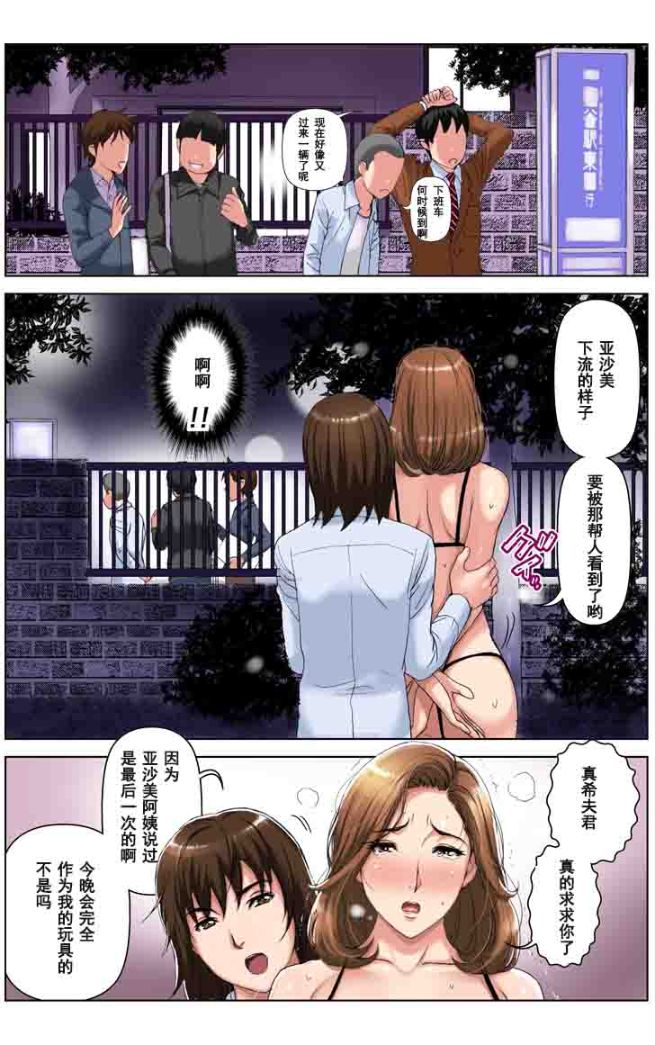 下班车
何时候到啊
现在好像又
过来一辆了呢
亚沙美
下流的样子
要被那帮人看到了哟
啊啊
!!
真希夫君
真的求求你了
因为
亚沙美阿姨说过
是最后一次的啊
今晚会完全
作为我的玩具的
不是吗